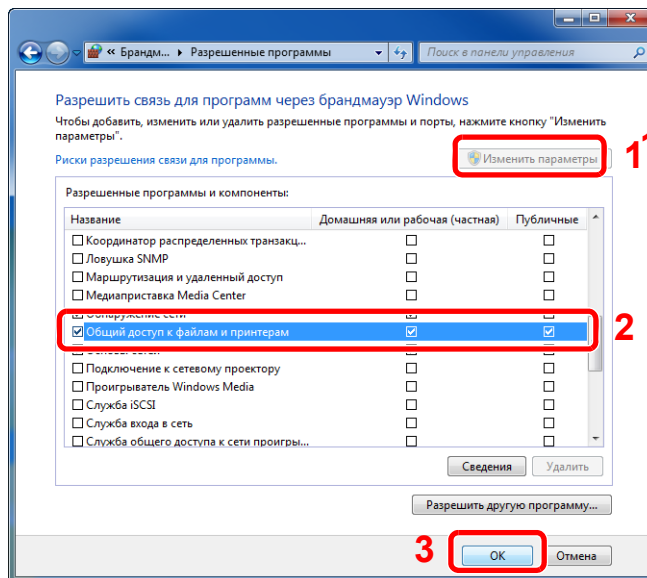 « Брандм... ▸ Разрешенные программы
Поиск в панели управления
Разрешить связь для программ через брандмауэр Windows
Чтобы добавить, изменить или удалить разрешенные программы и порты, нажмите кнопку "Изменить
параметры".
Риски разрешения связи для программы.
Изменить параметры
1
Разрешенные программы и компоненты:
Название Домашняя или рабочая (частная) Публичные
Координатор распределенных транзакц...
Ловушка SNMP
Маршрутизация и удаленный доступ
Медиаприставка Media Center
Обнаружение сети
Общий доступ к файлам и принтерам
2
Подключение к сетевому проектору
Проигрыватель Windows Media
Служба iSCSI
Служба входа в сеть
Служба общего доступа к сети проигры...
Сведения Удалить
Разрешить другую программу...
3
ОК Отмена